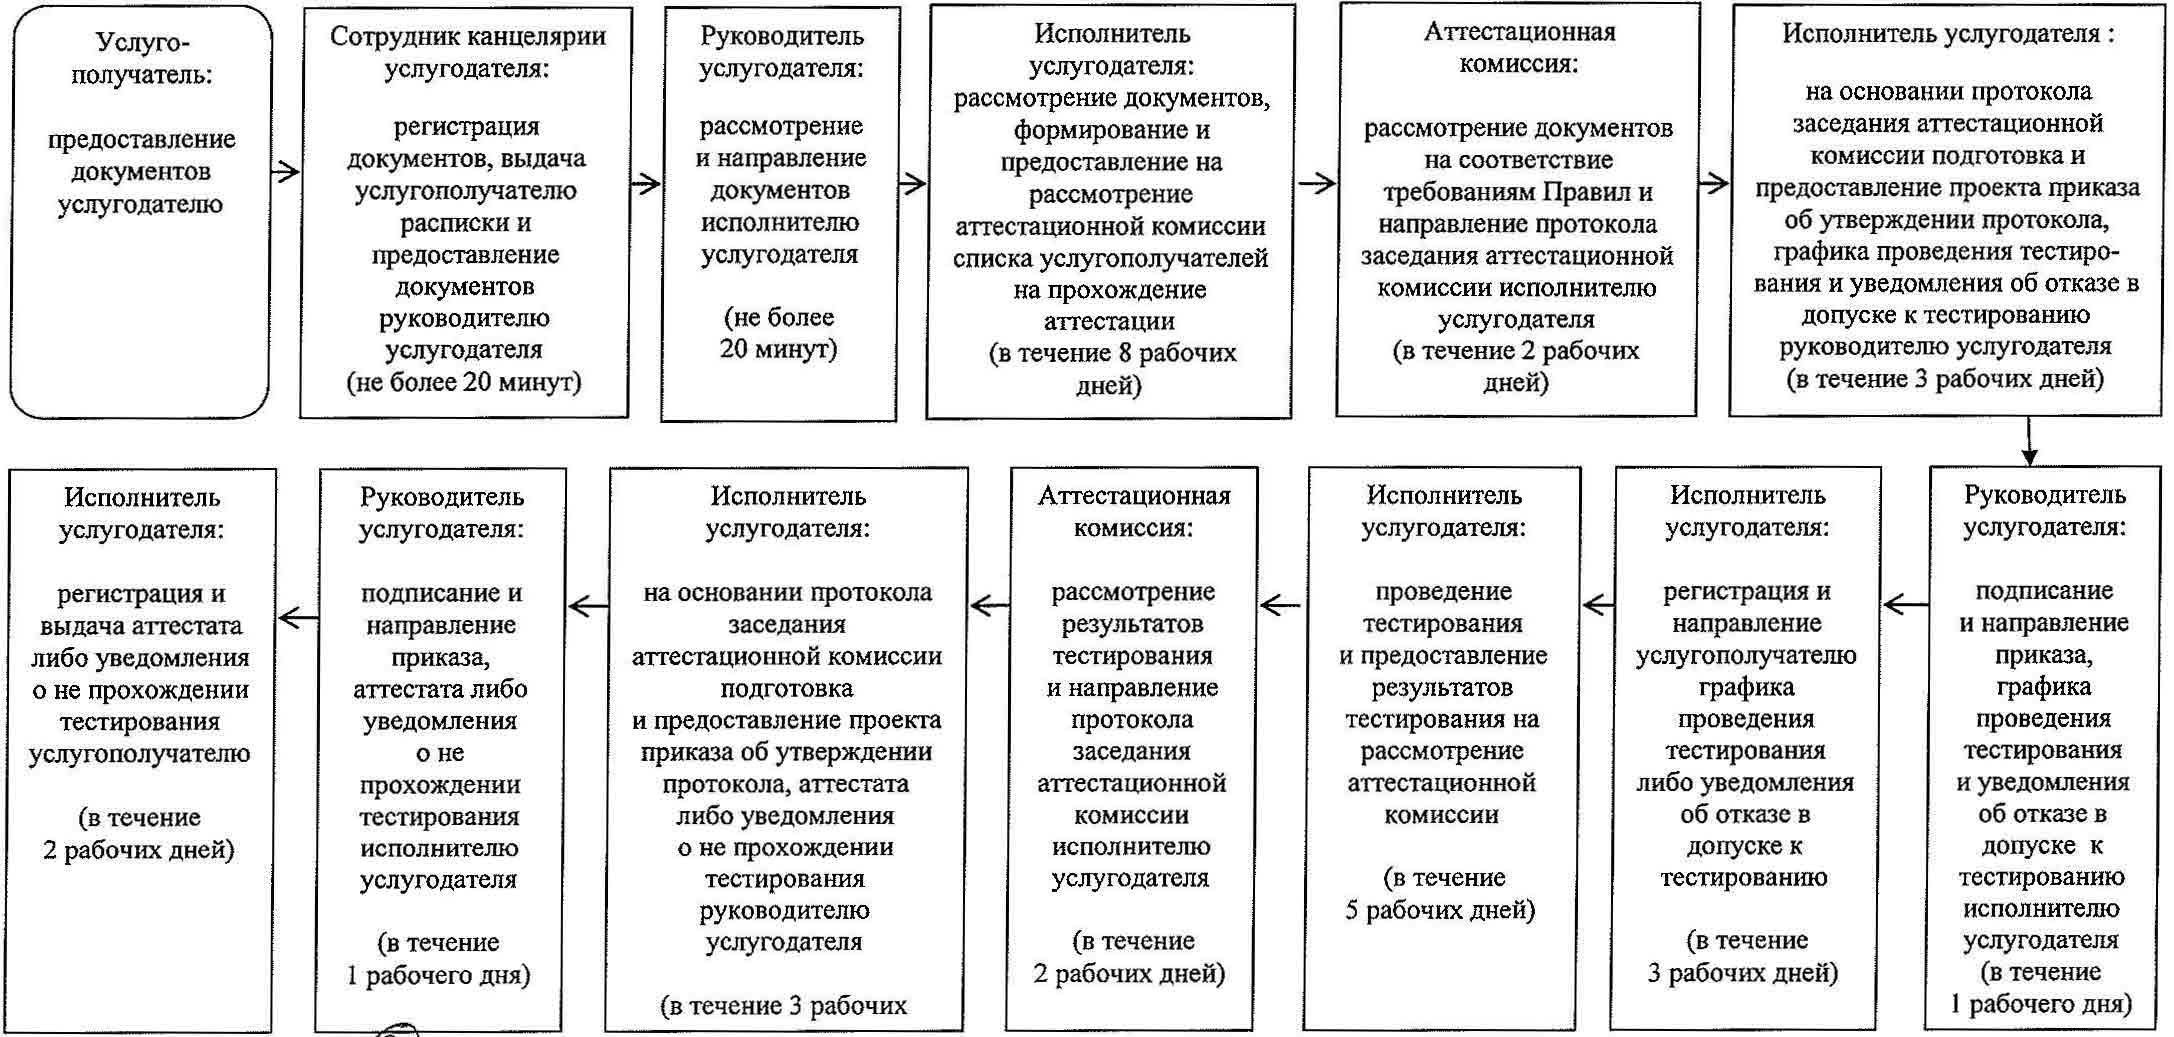 Услуго-
получатель:
предоставление
документов
услугодателю
Сотрудник канцелярии
услугодателя:
регистрация
документов, выдача
услугополучателю
расписки и
предоставление
документов
руководителю
услугодателя
(не более 20 минут)
Руководитель
услугодателя:
рассмотрение
и направление
документов
исполнителю
услугодателя
(не более
20 минут)
Исполнитель
услугодателя:
рассмотрение документов,
формирование и
предоставление на
рассмотрение
аттестационной комиссии
списка услугополучателей
на прохождение
аттестации
(в течение 8 рабочих
дней)
Аттестационная
комиссия:
рассмотрение документов
на соответствие
требованиям Правил и
направление протокола
заседания аттестационной
комиссии исполнителю
услугодателя
(в течение 2 рабочих
дней)
Исполнитель услугодателя :
на основании протокола
заседания аттестационной
комиссии подготовка и
предоставление проекта приказа
об утверждении протокола,
графика проведения тестиро-
вания и уведомления об отказе в
допуске к тестированию
руководителю услугодателя
(в течение 3 рабочих дней)
Руководитель
услугодателя:
подписание
и направление
приказа,
графика
проведения
тестирования
и уведомления
об отказе в
допуске к
тестированию
исполнителю
услугодателя
(в течение
1 рабочего дня)
Исполнитель
услугодателя:
регистрация и
направление
услугополучателю
графика
проведения
тестирования
либо уведомления
об отказе в
допуске к
тестированию
(в течение
3 рабочих дней)
Исполнитель
услугодателя:
проведение
тестирования
и предоставление
результатов
тестирования на
рассмотрение
аттестационной
комиссии
(в течение
5 рабочих дней)
Аттестационная
комиссия:
рассмотрение
результатов
тестирования
и направление
протокола
заседания
аттестационной
комиссии
исполнителю
услугодателя
(в течение
2 рабочих дней)
Исполнитель
услугодателя:
на основании протокола
заседания
аттестационной комиссии
подготовка
и предоставление проекта
приказа об утверждении
протокола, аттестата
либо уведомления
о не прохождении
тестирования
руководителю
услугодателя
(в течение 3 рабочих
Руководитель
услугодателя:
подписание и
направление
приказа,
аттестата либо
уведомления
о не
прохождении
тестирования
исполнителю
услугодателя
(в течение
1 рабочего дня)
Исполнитель
услугодателя:
регистрация и
выдача аттестата
либо уведомления
о не прохождении
тестирования
услугополучателю
(в течение
2 рабочих дней)